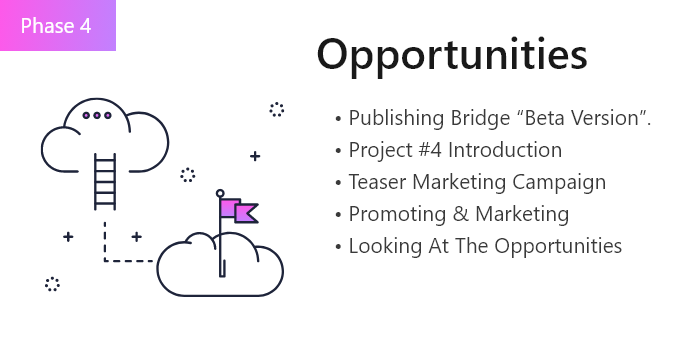 Phase 4
Opportunities
• Publishing Bridge “Beta Version”.
• Project #4 Introduction
• Teaser Marketing Campaign
• Promoting & Marketing
• Looking At The Opportunities